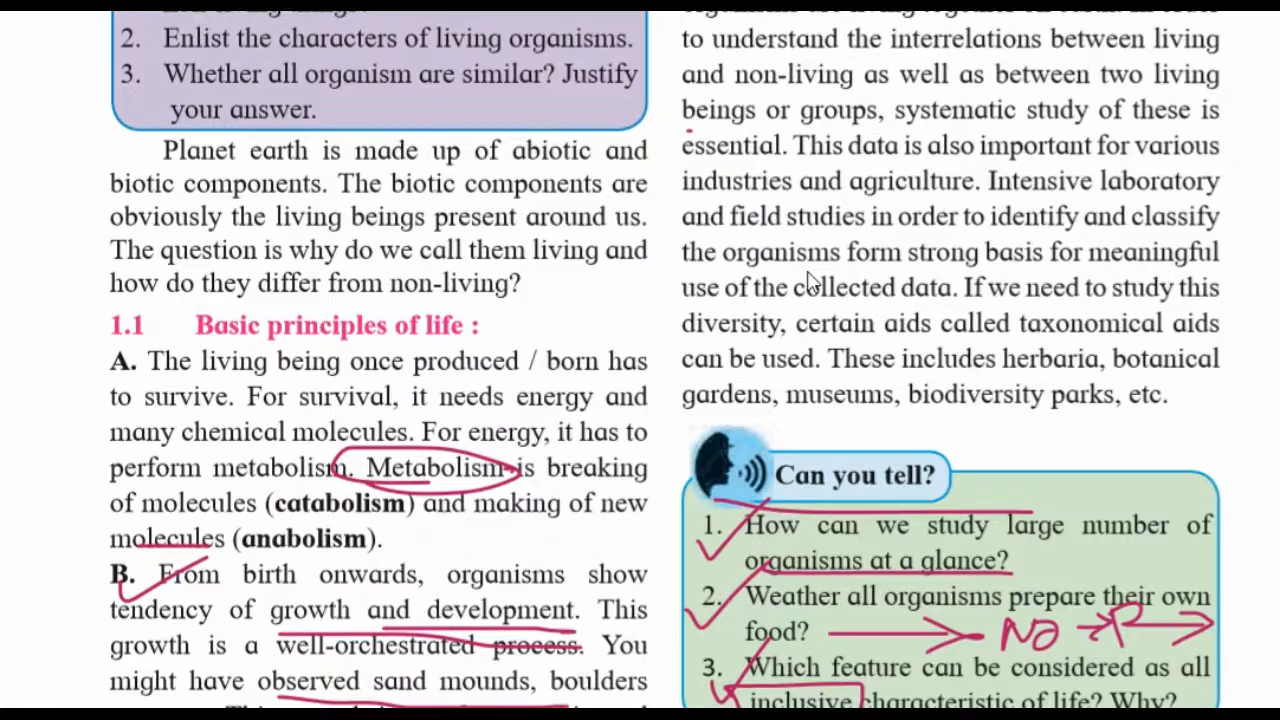 2. Enlist the characters of living organisms.
3. Whether all organism are similar? Justify
your answer.
Planet earth is made up of abiotic and
biotic components. The biotic components are
obviously the living beings present around us.
The question is why do we call them living and
how do they differ from non-living?
1.1 Basic principles of life :
A. The living being once produced / born has
to survive. For survival, it needs energy and
many chemical molecules. For energy, it has to
perform metabolism. Metabolism is breaking
of molecules (catabolism) and making of new
molecules (anabolism).
B. From birth onwards, organisms show
tendency of growth and development. This
growth is a well-orchestrated process. You
might have observed sand mounds, boulders
to understand the interrelations between living
and non-living as well as between two living
beings or groups, systematic study of these is
essential. This data is also important for various
industries and agriculture. Intensive laboratory
and field studies in order to identify and classify
the organisms form strong basis for meaningful
use of the collected data. If we need to study this
diversity, certain aids called taxonomical aids
can be used. These includes herbaria, botanical
gardens, museums, biodiversity parks, etc.
Can you tell?
1. How can we study large number of
organisms at a glance?
2. Weather all organisms prepare their own
food? NO
3. Which feature can be considered as all
inclusive characteristic of life? Why?